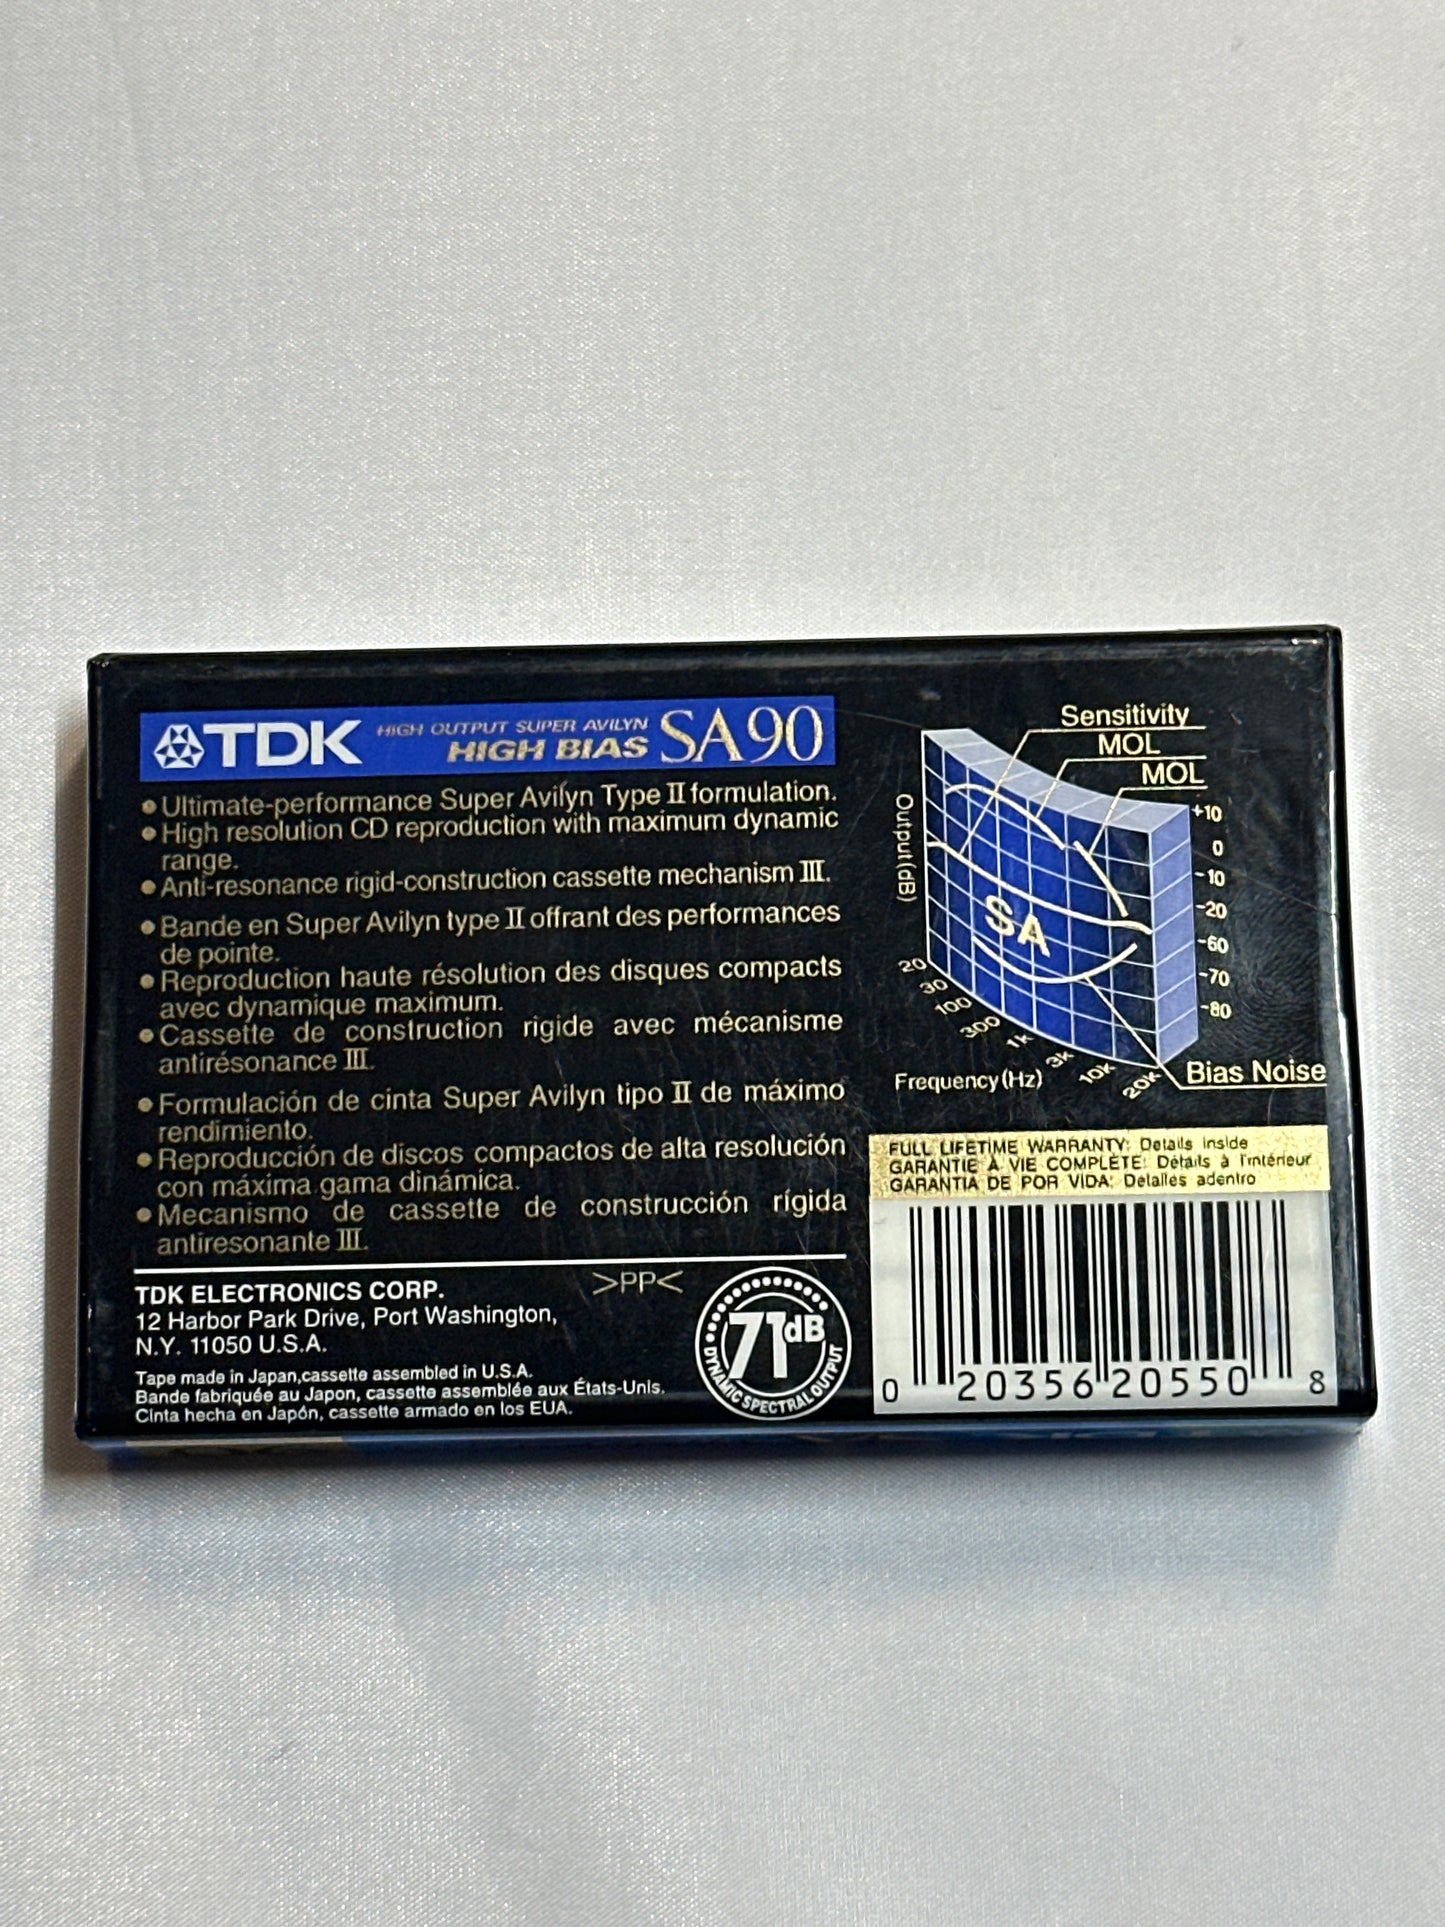 TDK HIGH OUTPUT SUPER AVILYN HIGH BIAS SA90
• Ultimate-performance Super Avilyn Type II formulation.
• High resolution CD reproduction with maximum dynamic
range.
• Anti-resonance rigid-construction cassette mechanism III.
• Bande en Super Avilyn type II offrant des performances
de pointe.
• Reproduction haute résolution des disques compacts
avec dynamique maximum.
• Cassette de construction rigide avec mécanisme
antirésonance III.
• Formulación de cinta Super Avilyn tipo II de máximo
rendimiento.
• Reproducción de discos compactos de alta resolución
con máxima gama dinámica.
• Mecanismo de cassette de construcción rígida
antiresonante III.
TDK ELECTRONICS CORP.
12 Harbor Park Drive, Port Washington,
N.Y. 11050 U.S.A.
Tape made in Japan,cassette assembled in U.S.A.
Bande fabriquée au Japon, cassette assemblée aux États-Unis.
Cinta hecha en Japón, cassette armado en los EUA.
>PP<
71dB
DYNAMIC SPECTRAL OUTPUT
Sensitivity
MOL
MOL
Output(dB)
+10
0
-10
-20
-60
-70
-80
SA
20
30
100
300
1k
3k
10k
20k
Frequency(Hz)
Bias Noise
FULL LIFETIME WARRANTY: Details inside
GARANTIE À VIE COMPLÈTE: Détails à l'intérieur
GARANTIA DE POR VIDA: Detalles adentro
0 20356 20550 8